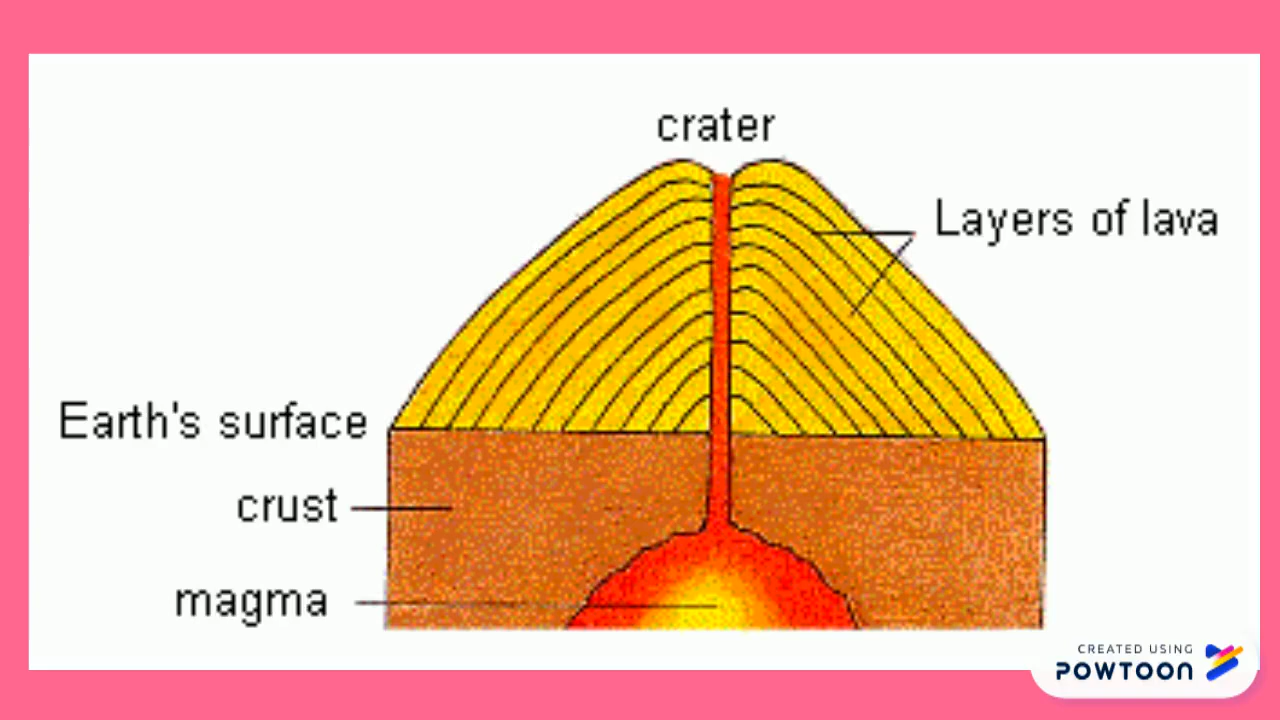 crater
Layers of lava
Earth's surface
crust
magma
CREATED USING
POWTOON